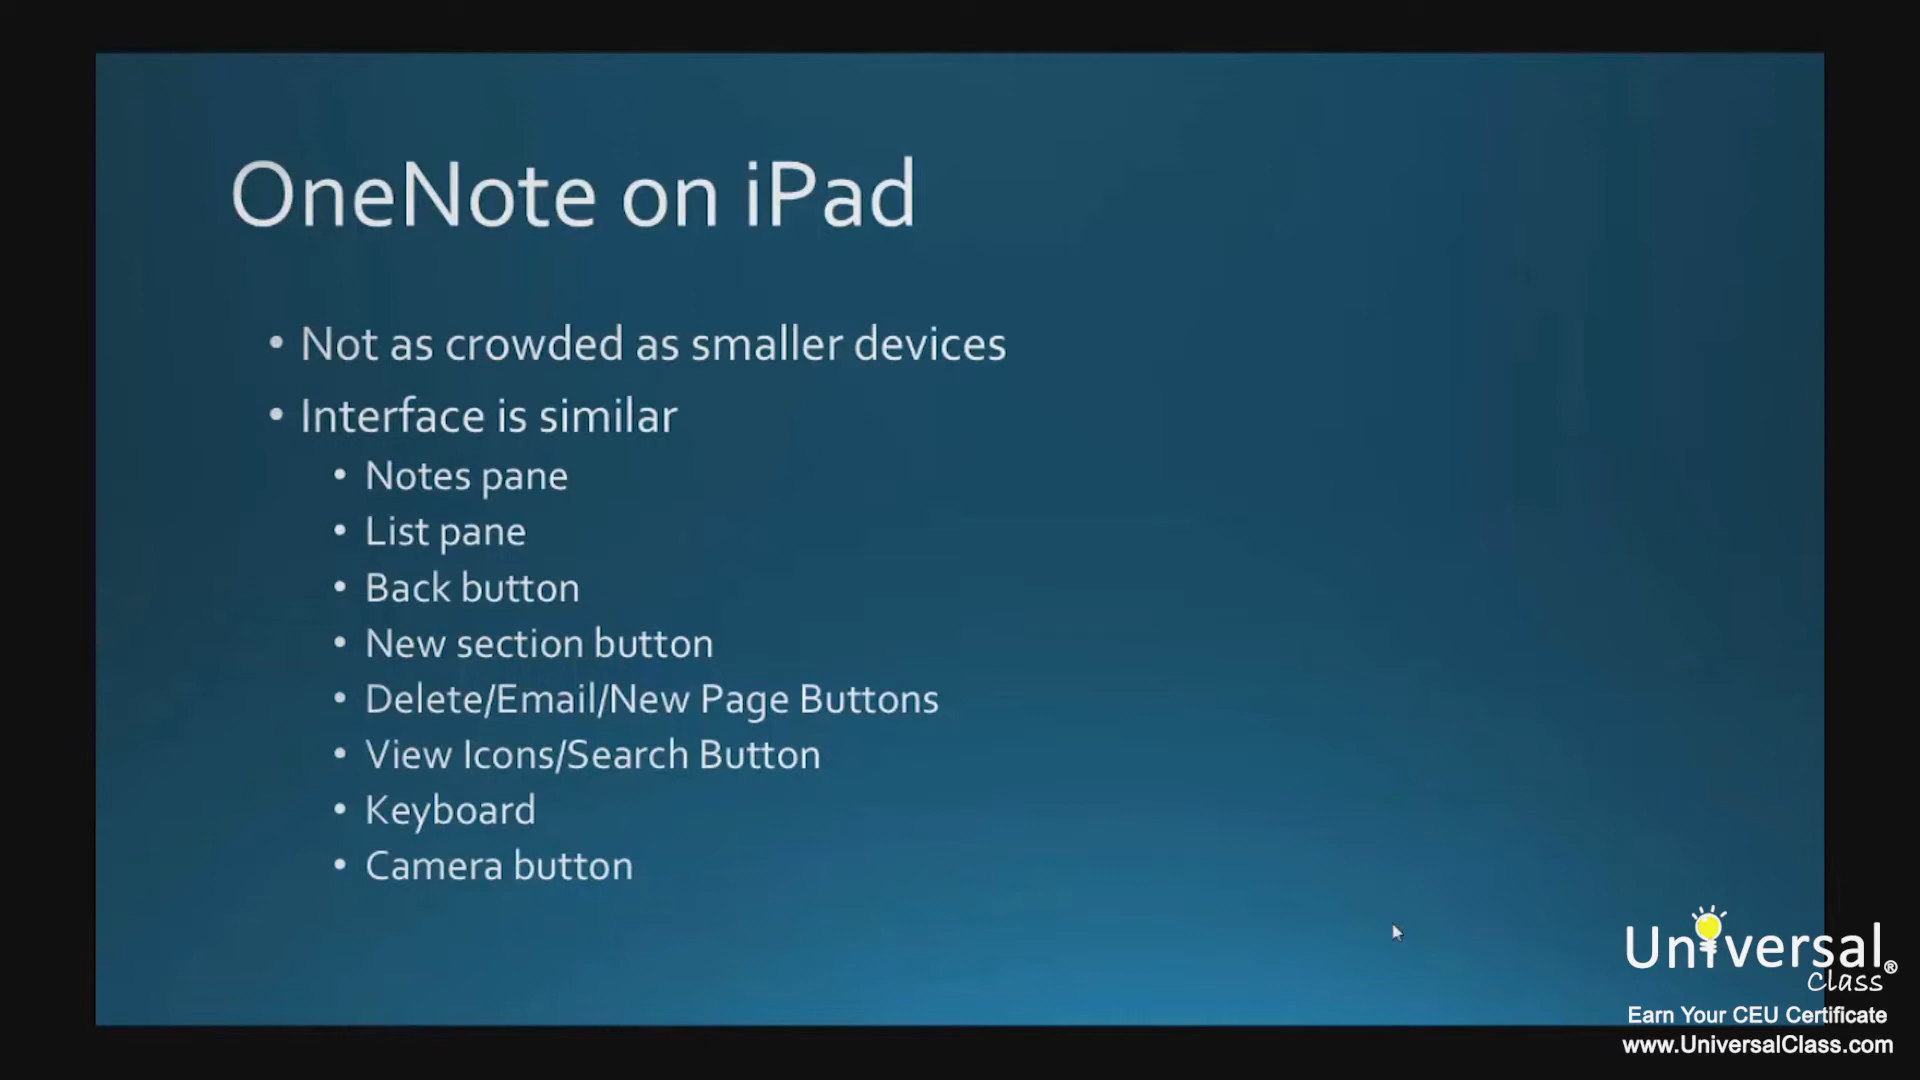 OneNote on iPad
• Not as crowded as smaller devices
• Interface is similar
• Notes pane
• List pane
• Back button
• New section button
• Delete/Email/New Page Buttons
• View Icons/Search Button
• Keyboard
• Camera button
Universal®
Class
Earn Your CEU Certificate
www.UniversalClass.com